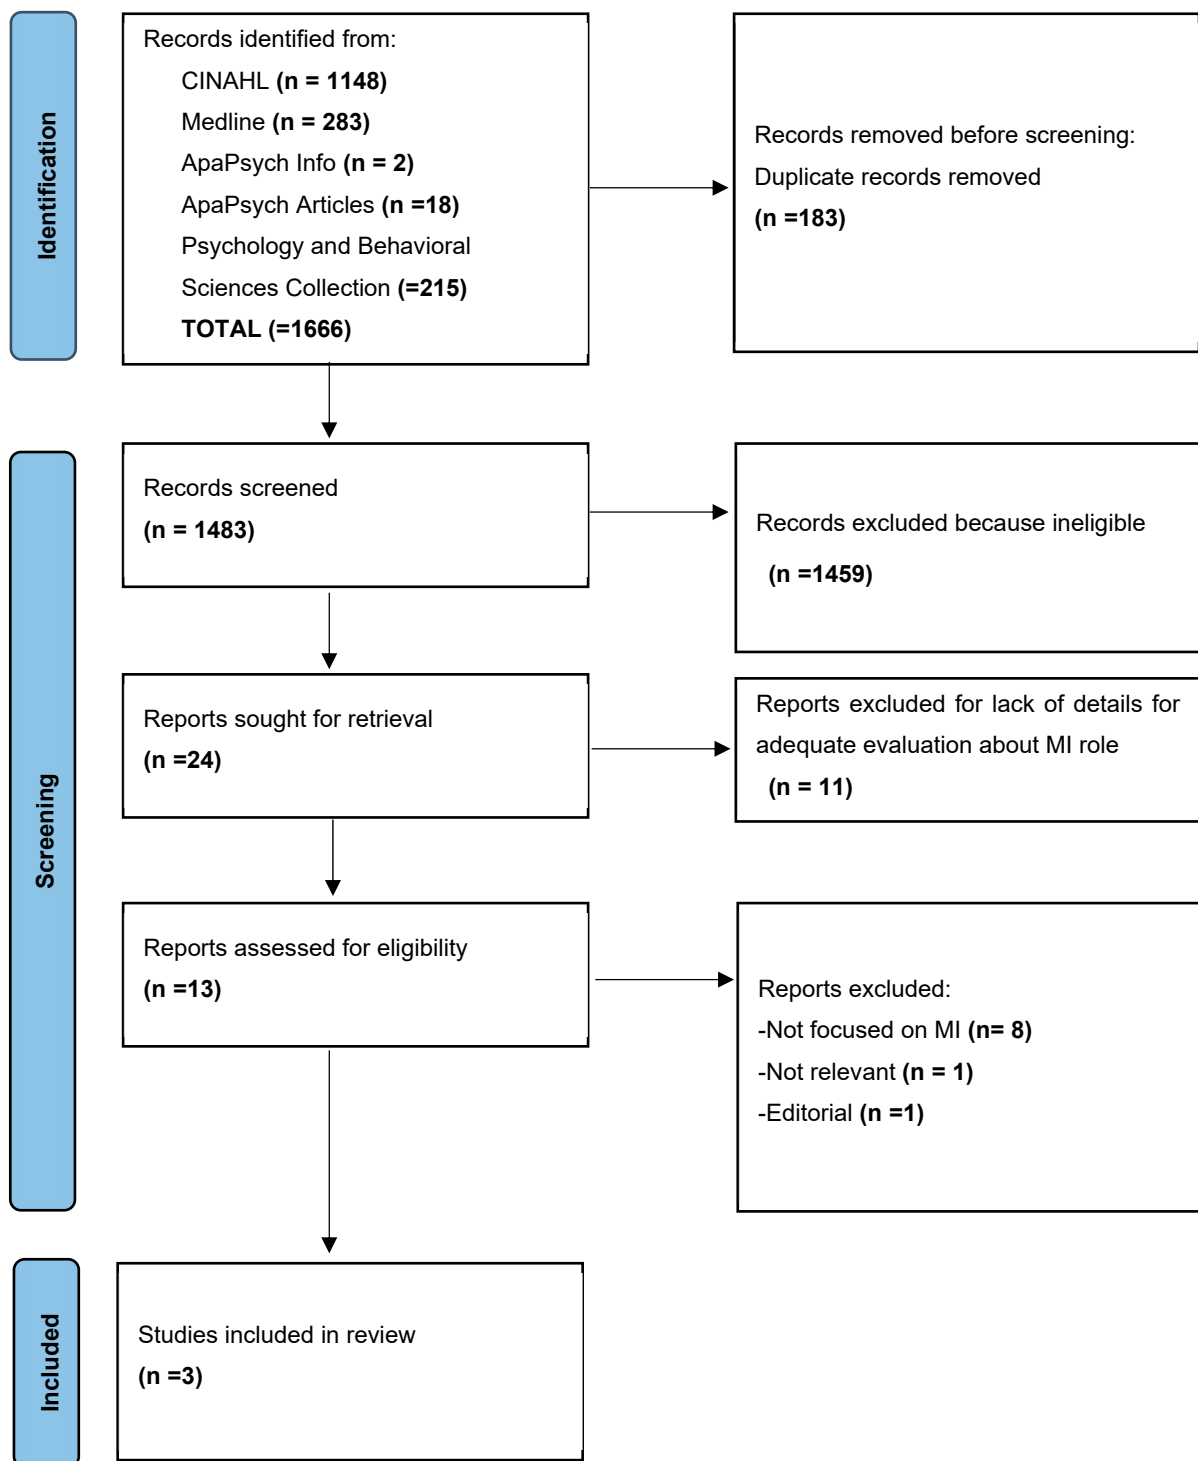 Identification
Records identified from:
CINAHL (n = 1148)
Medline (n = 283)
ApaPsych Info (n = 2)
ApaPsych Articles (n =18)
Psychology and Behavioral
Sciences Collection (=215)
TOTAL (=1666)
Records removed before screening:
Duplicate records removed
(n =183)
Screening
Records screened
(n = 1483)
Records excluded because ineligible
(n =1459)
Reports sought for retrieval
(n =24)
Reports excluded for lack of details for
adequate evaluation about MI role
(n = 11)
Reports assessed for eligibility
(n =13)
Reports excluded:
-Not focused on MI (n= 8)
-Not relevant (n = 1)
-Editorial (n =1)
Included
Studies included in review
(n =3)